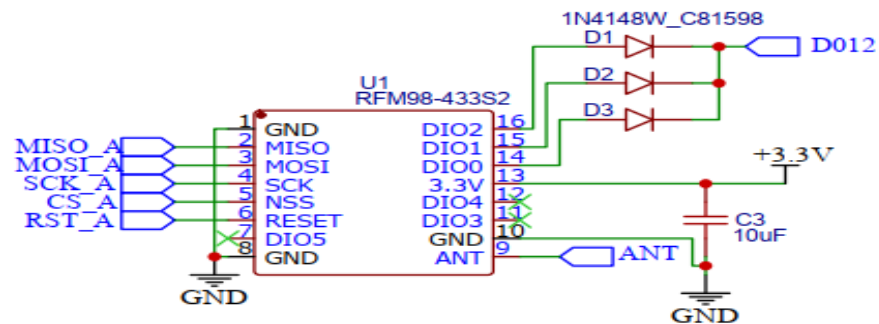 1N4148W_C81598
D1
D012
D2
D3
U1
RFM98-433S2
1 GND DIO2 16
MISO_A 2 MISO DIO1 15
MOSI_A 3 MOSI DIO0 14
SCK_A 4 SCK 3.3V 13 +3.3V
CS_A 5 NSS DIO4 12
RST_A 6 RESET DIO3 11
7 DIO5 GND 10
8 GND ANT 9 ANT
C3
10uF
GND
GND